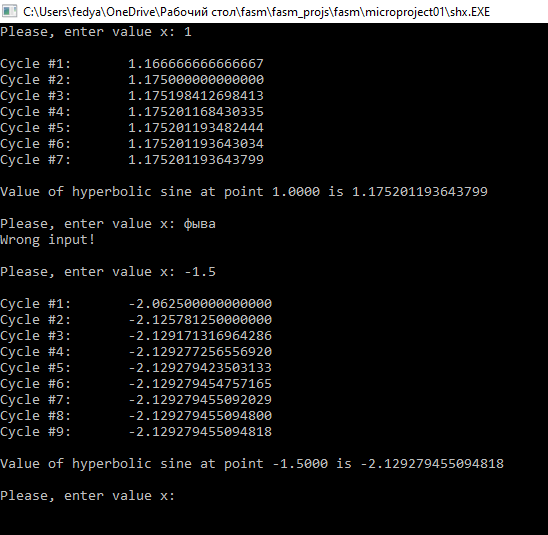 C:\Users\fedya\OneDrive\Рабочий стол\fasm\fasm_projs\fasm\microproject01\shx.EXE
Please, enter value x: 1
Cycle #1: 1.166666666666667
Cycle #2: 1.175000000000000
Cycle #3: 1.175198412698413
Cycle #4: 1.175201168430335
Cycle #5: 1.175201193482444
Cycle #6: 1.175201193643034
Cycle #7: 1.175201193643799
Value of hyperbolic sine at point 1.0000 is 1.175201193643799
Please, enter value x: фыва
Wrong input!
Please, enter value x: -1.5
Cycle #1: -2.062500000000000
Cycle #2: -2.125781250000000
Cycle #3: -2.129171316964286
Cycle #4: -2.129277256556920
Cycle #5: -2.129279423503133
Cycle #6: -2.129279454757165
Cycle #7: -2.129279455092029
Cycle #8: -2.129279455094800
Cycle #9: -2.129279455094818
Value of hyperbolic sine at point -1.5000 is -2.129279455094818
Please, enter value x: